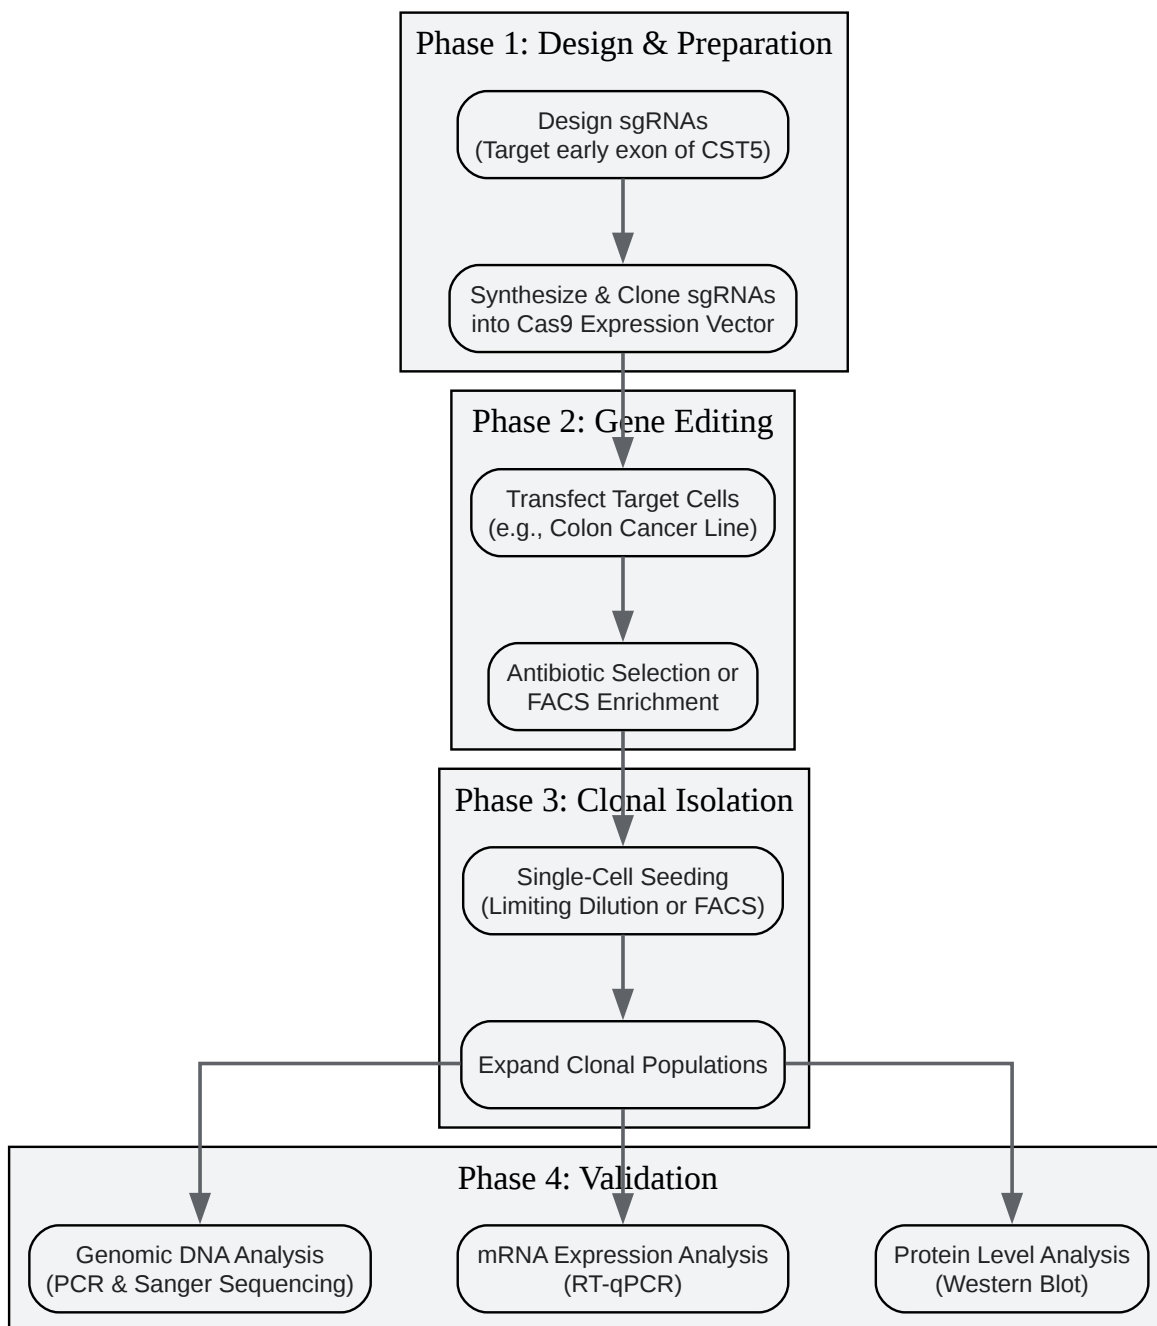 Phase 1: Design & Preparation
Design sgRNAs
(Target early exon of CST5)
Synthesize & Clone sgRNAs
into Cas9 Expression Vector
Phase 2: Gene Editing
Transfect Target Cells
(e.g., Colon Cancer Line)
Antibiotic Selection or
FACS Enrichment
Phase 3: Clonal Isolation
Single-Cell Seeding
(Limiting Dilution or FACS)
Expand Clonal Populations
Phase 4: Validation
Genomic DNA Analysis
(PCR & Sanger Sequencing)
mRNA Expression Analysis
(RT-qPCR)
Protein Level Analysis
(Western Blot)